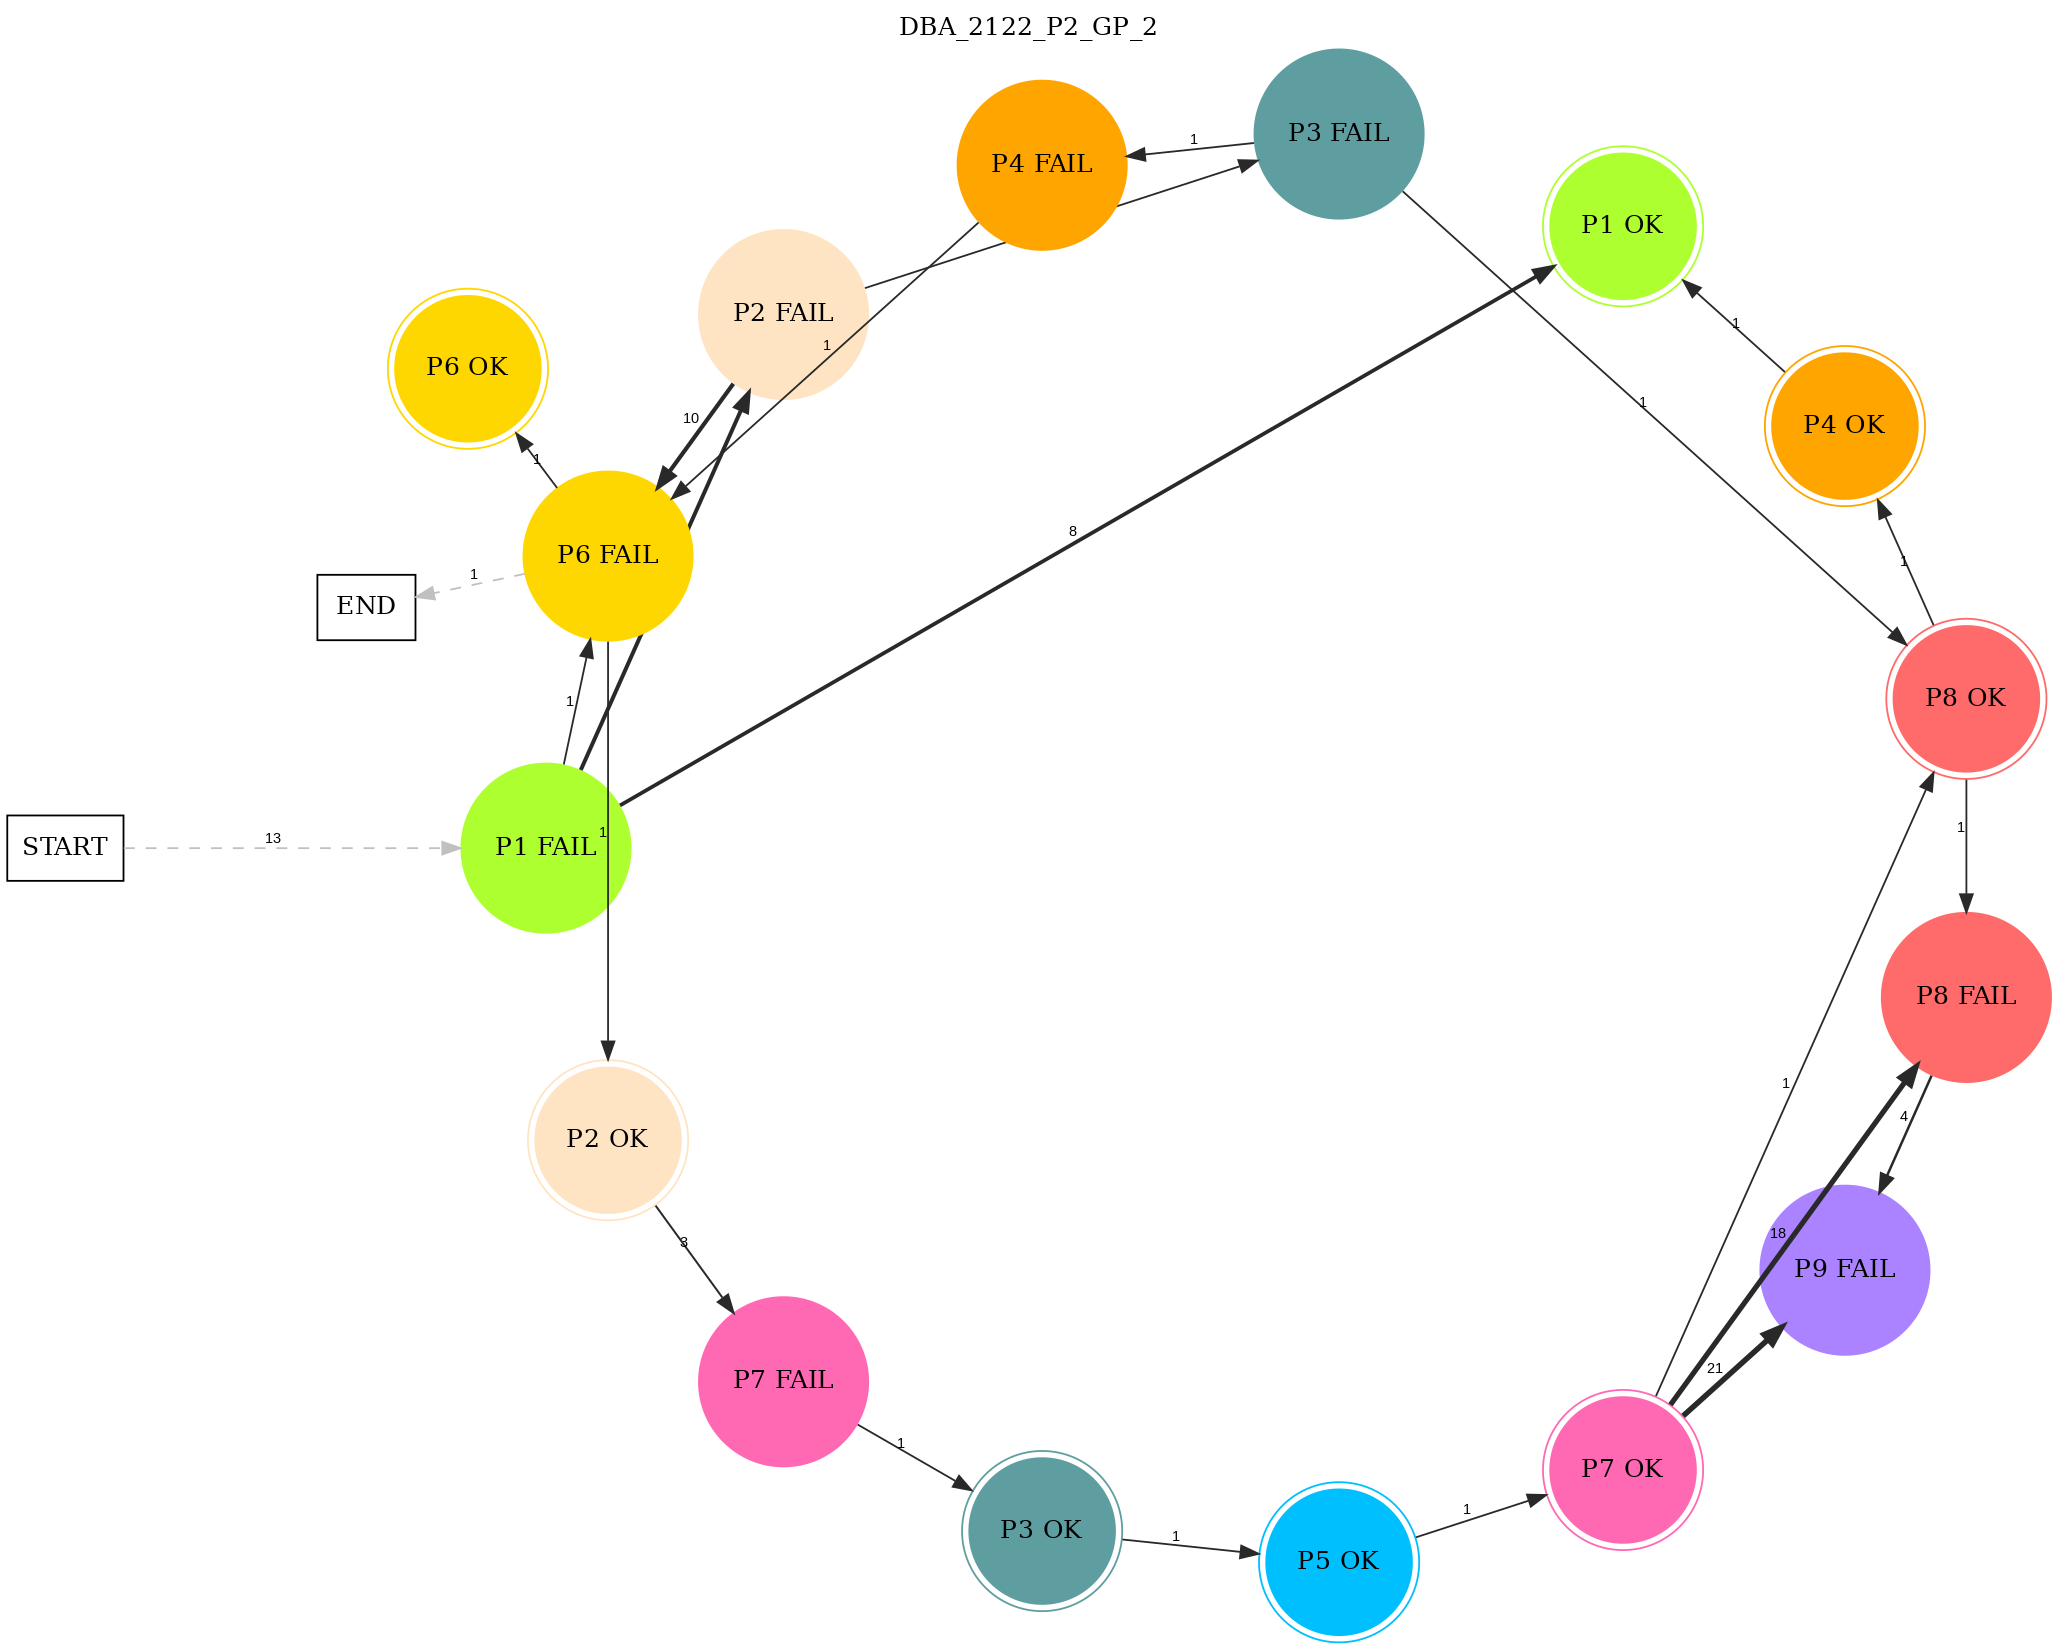 DBA_2122_P2_GP_2
P3 FAIL
1
P4 FAIL
P1 OK
P2 FAIL
1
P6 OK
1
1
10
P4 OK
1
8
P6 FAIL
1
1
END
P8 OK
1
1
START
13
P1 FAIL
1
P8 FAIL
1
4
P2 OK
18
3
P9 FAIL
21
P7 FAIL
1
P7 OK
1
P3 OK
1
P5 OK